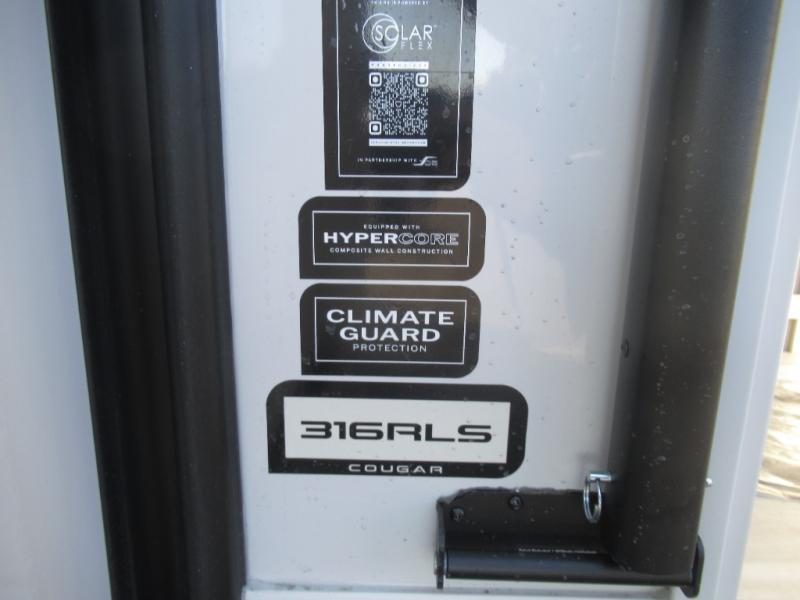 SOLAR
FLEX
IN PARTNERSHIP WITH
EQUIPPED WITH
HYPERCORE
COMPOSITE WALL CONSTRUCTION
CLIMATE
GUARD
PROTECTION
316RLS
COUGAR